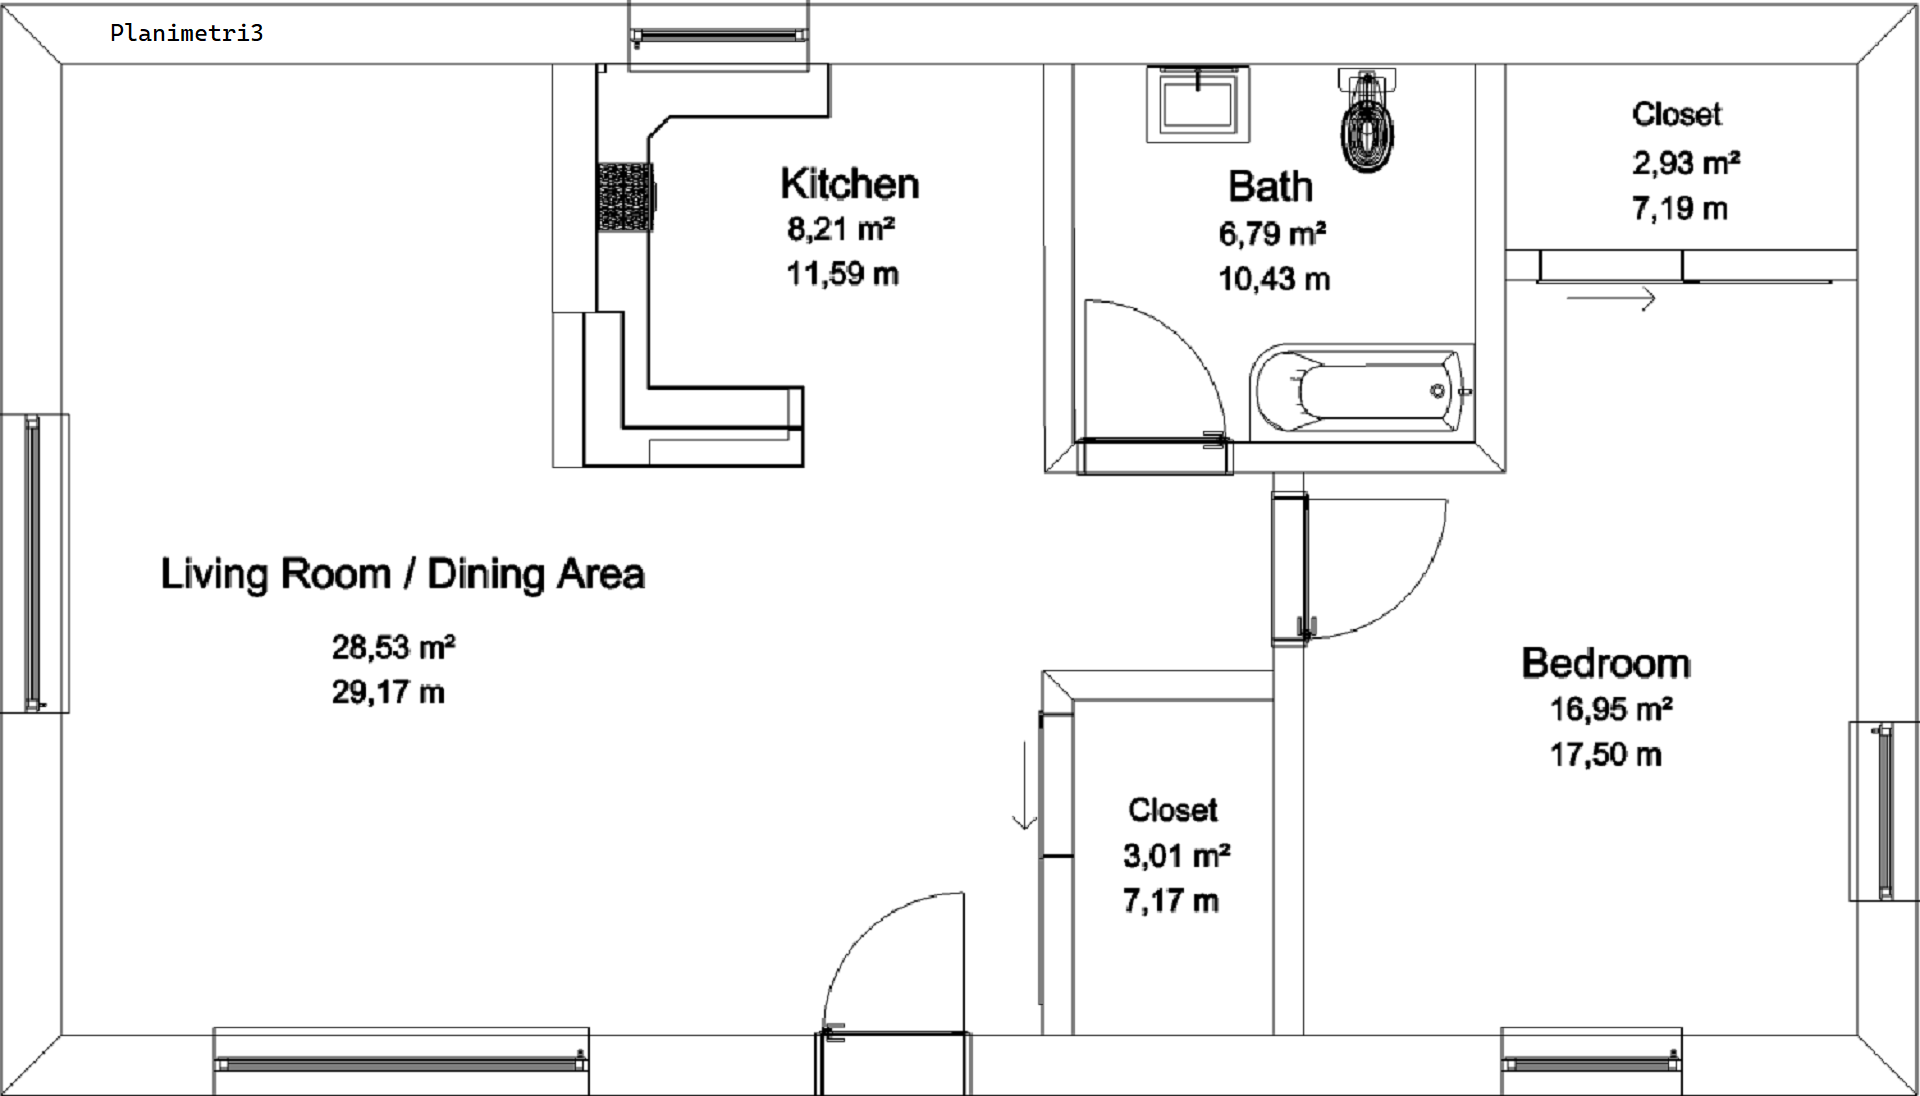 Planimetri3
Kitchen
8,21 m²
11,59 m
Bath
6,79 m²
10,43 m
Closet
2,93 m²
7,19 m
Living Room / Dining Area
28,53 m²
29,17 m
Bedroom
16,95 m²
17,50 m
Closet
3,01 m²
7,17 m